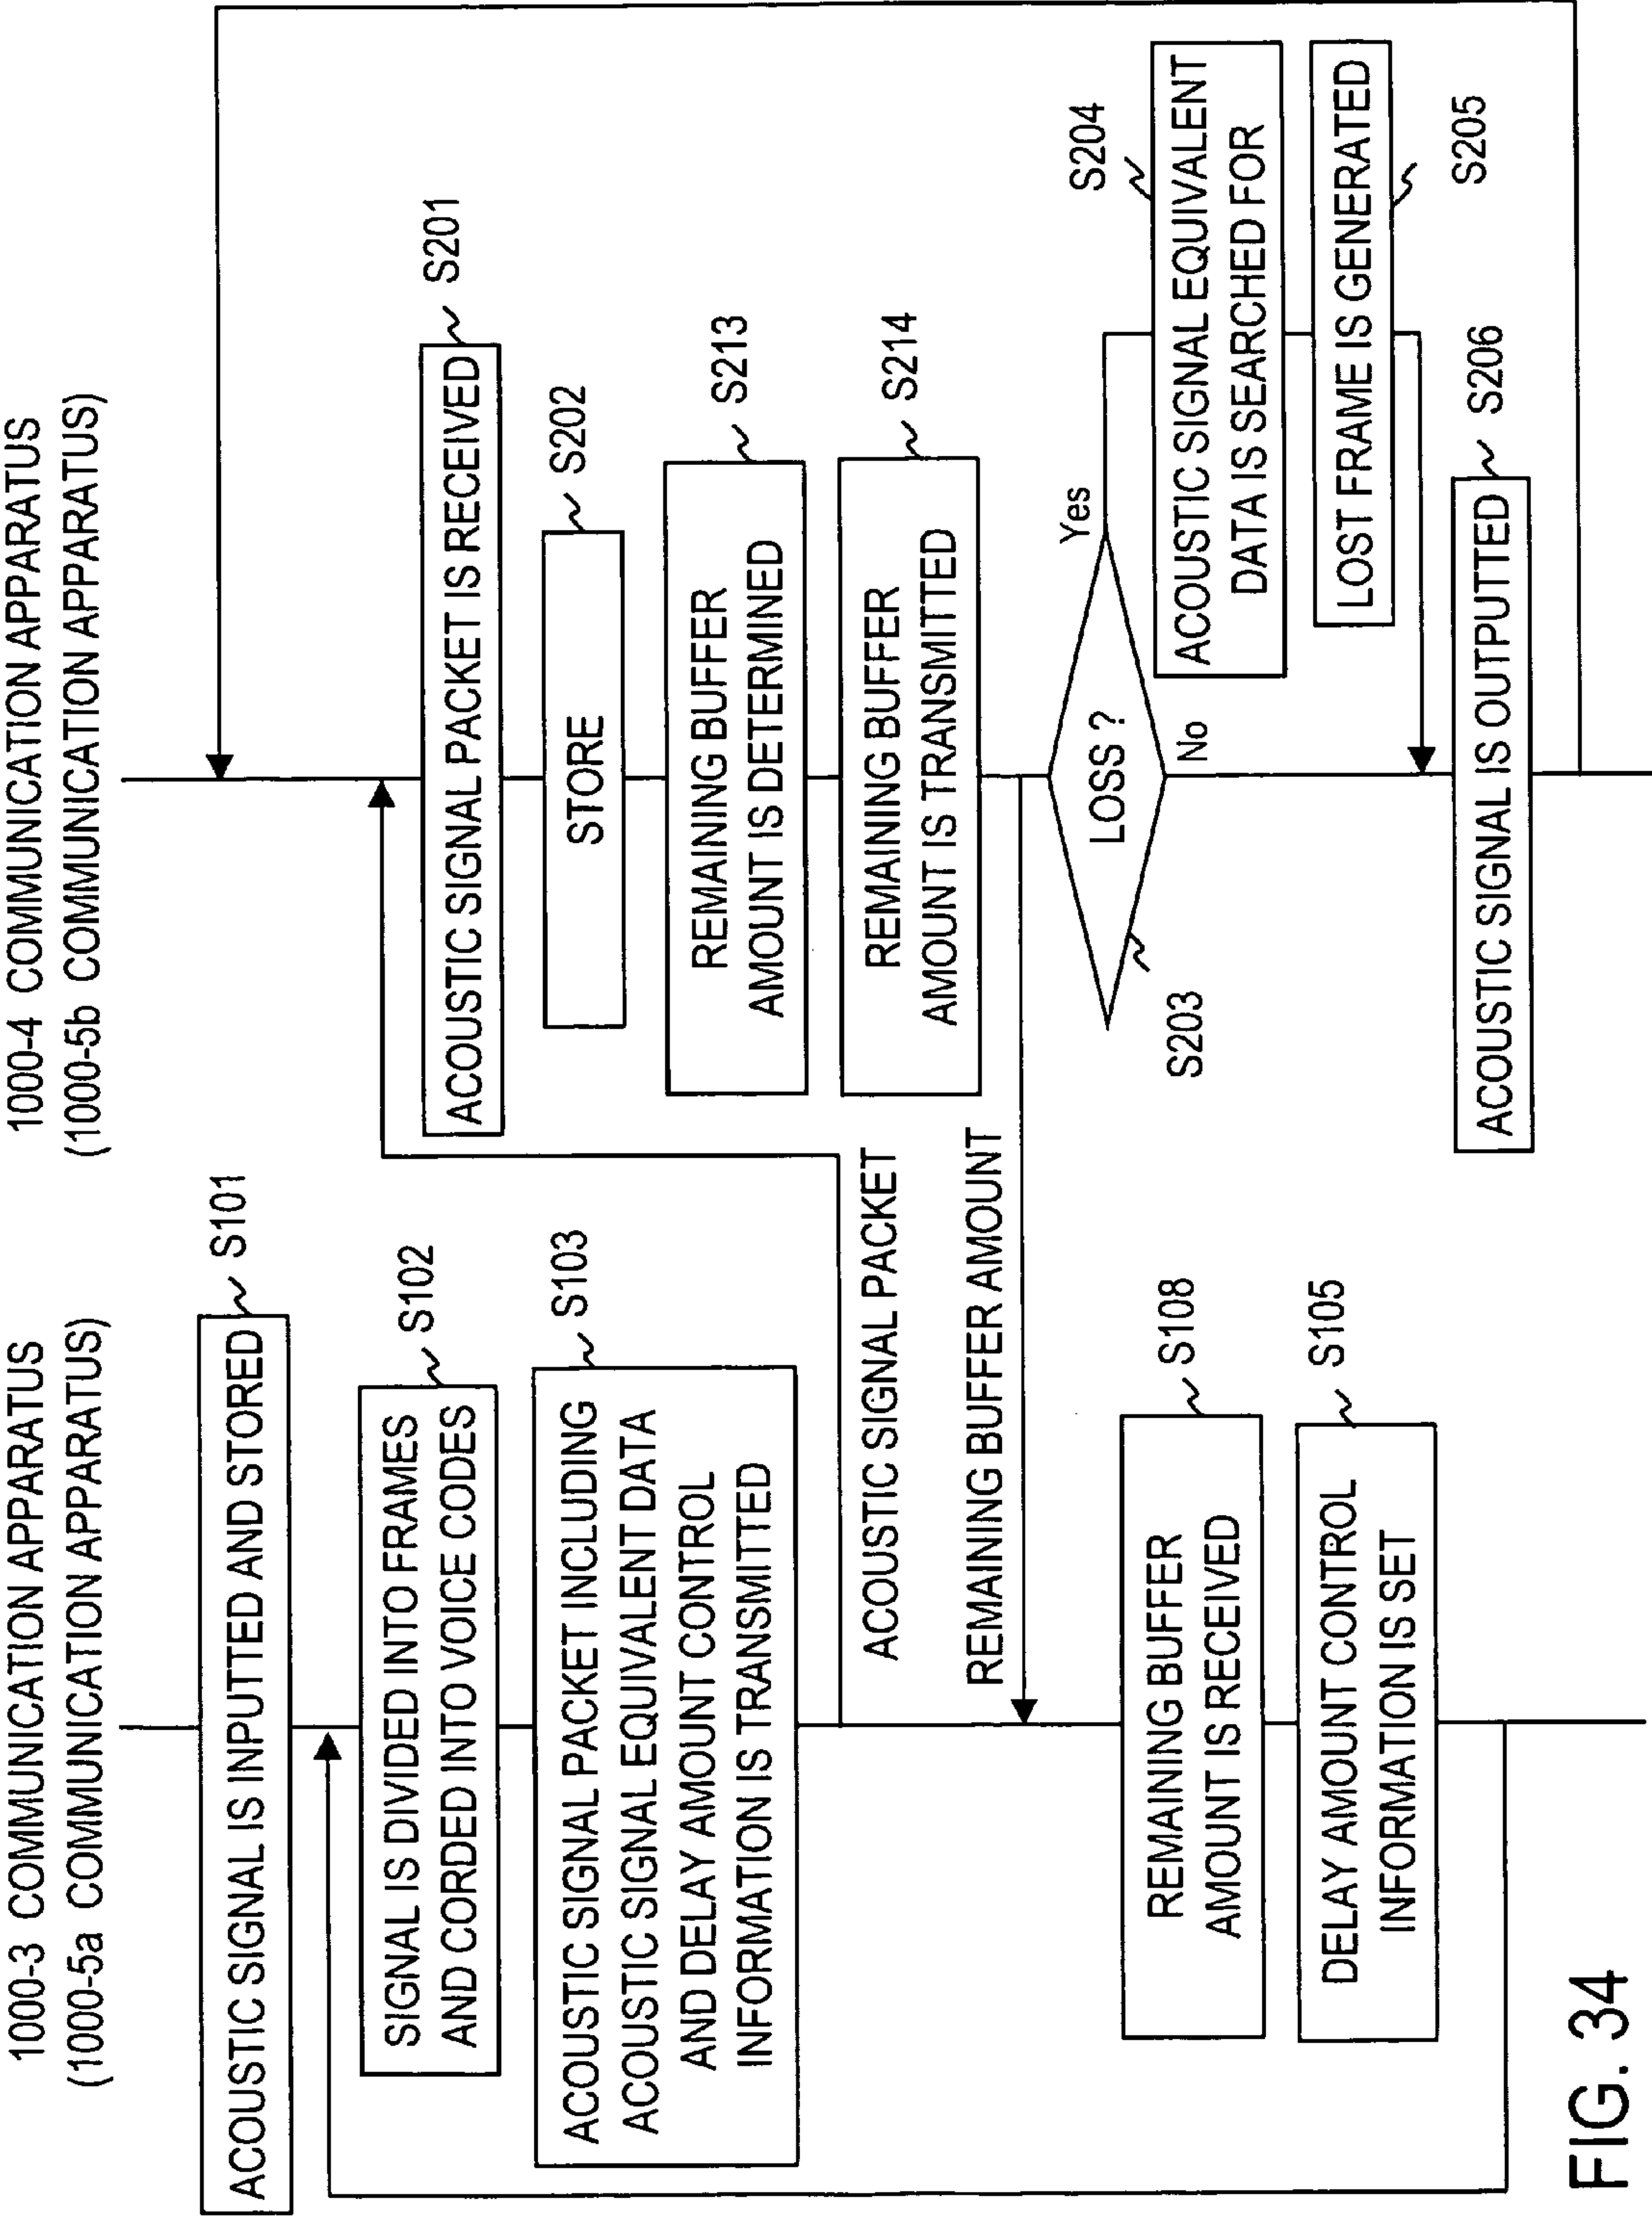 1000-3 COMMUNICATION APPARATUS
(1000-5a COMMUNICATION APPARATUS)
ACOUSTIC SIGNAL IS INPUTTED AND STORED
S101
SIGNAL IS DIVIDED INTO FRAMES
AND CORDED INTO VOICE CODES
S102
ACOUSTIC SIGNAL PACKET INCLUDING
ACOUSTIC SIGNAL EQUIVALENT DATA
AND DELAY AMOUNT CONTROL
INFORMATION IS TRANSMITTED
S103
ACOUSTIC SIGNAL PACKET
REMAINING BUFFER AMOUNT
REMAINING BUFFER
AMOUNT IS RECEIVED
S108
DELAY AMOUNT CONTROL
INFORMATION IS SET
S105
1000-4 COMMUNICATION APPARATUS
(1000-5b COMMUNICATION APPARATUS)
ACOUSTIC SIGNAL PACKET IS RECEIVED
S201
STORE
S202
REMAINING BUFFER
AMOUNT IS DETERMINED
S213
REMAINING BUFFER
AMOUNT IS TRANSMITTED
S214
LOSS ?
S203
Yes
No
ACOUSTIC SIGNAL EQUIVALENT
DATA IS SEARCHED FOR
S204
LOST FRAME IS GENERATED
S205
ACOUSTIC SIGNAL IS OUTPUTTED
S206
FIG. 34